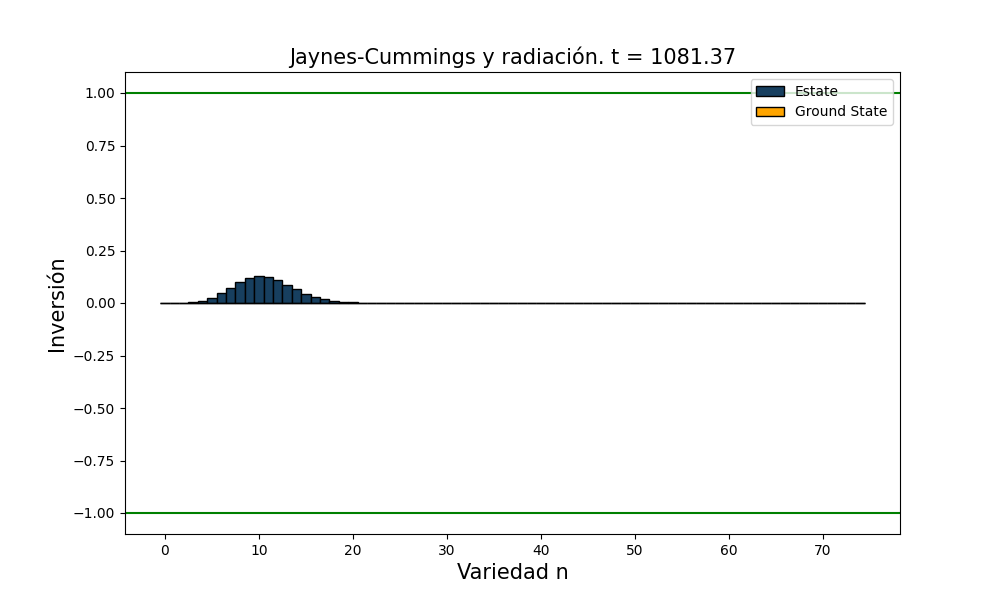 Jaynes-Cummings y radiación. t = 1081.37
Estate
Ground State
1.00
0.75
0.50
0.25
0.00
−0.25
−0.50
−0.75
−1.00
Inversión
0 10 20 30 40 50 60 70
Variedad n